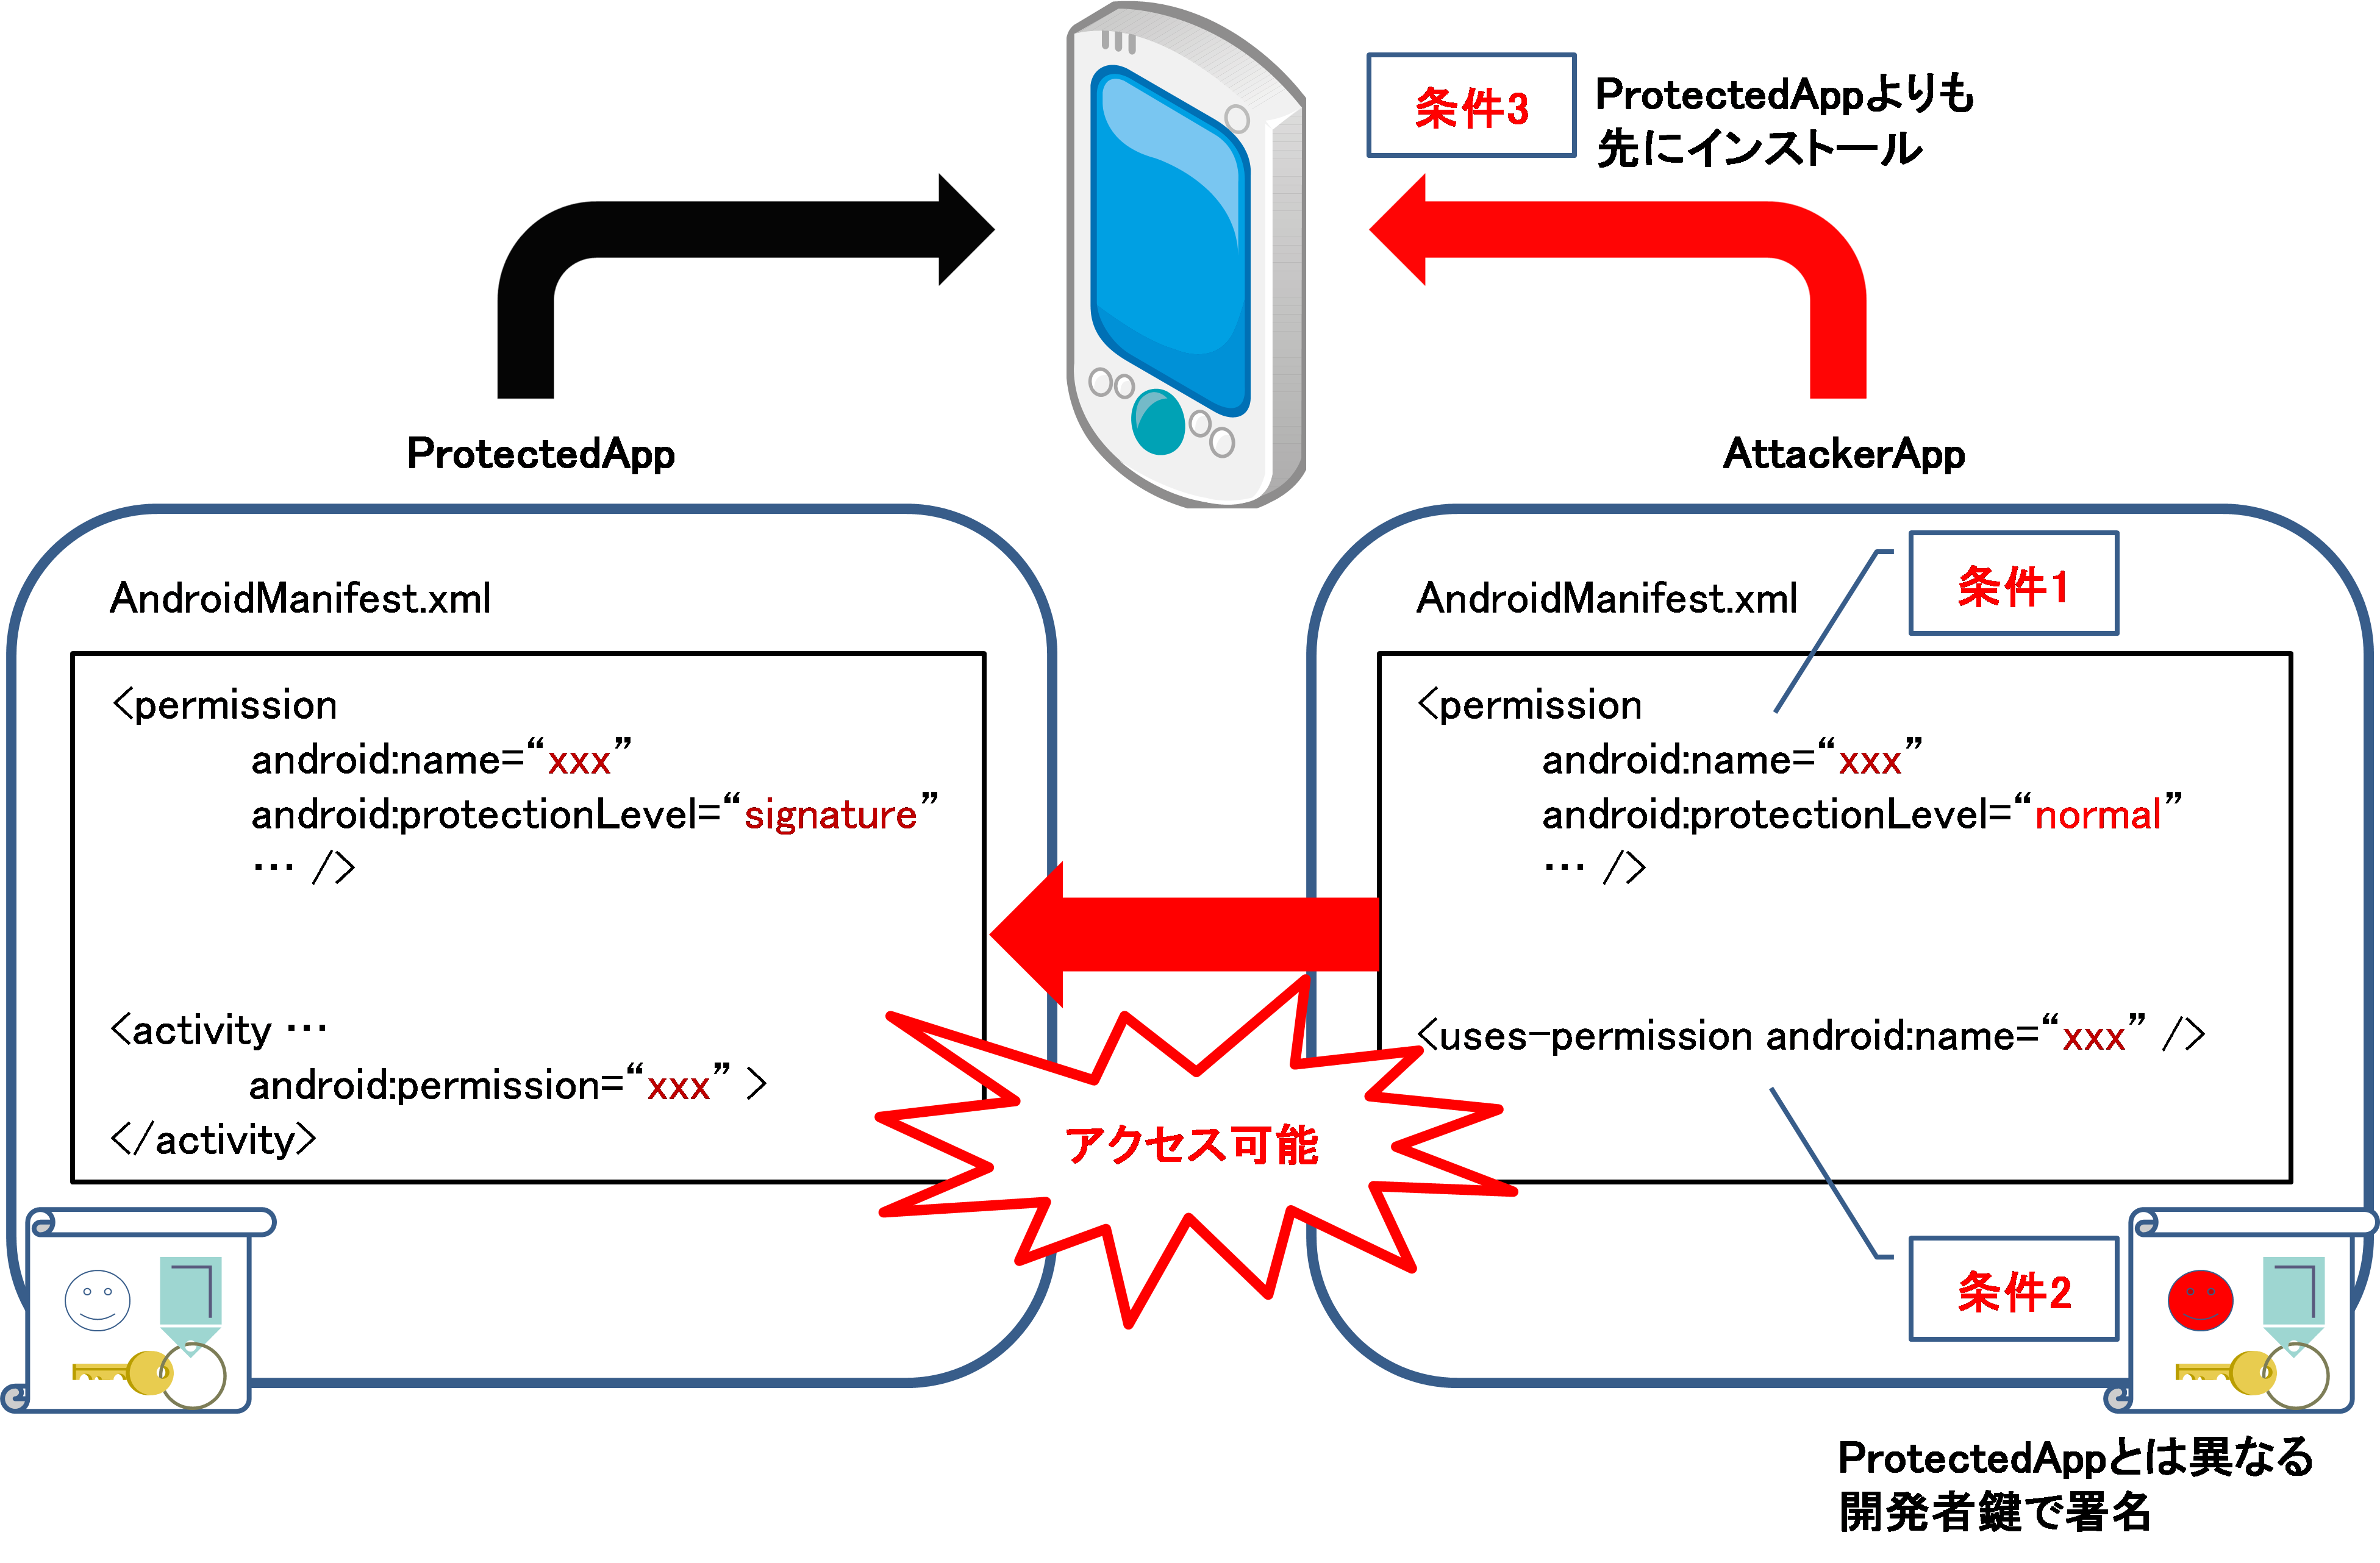 条件3
ProtectedAppよりも
先にインストール
ProtectedApp
AttackerApp
AndroidManifest.xml
<permission
android:name=“xxx”
android:protectionLevel=“signature”
… />
<activity …
android:permission=“xxx” >
</activity>
AndroidManifest.xml
条件1
<permission
android:name=“xxx”
android:protectionLevel=“normal”
… />
<uses-permission android:name=“xxx” />
アクセス可能
条件2
ProtectedAppとは異なる
開発者鍵で署名